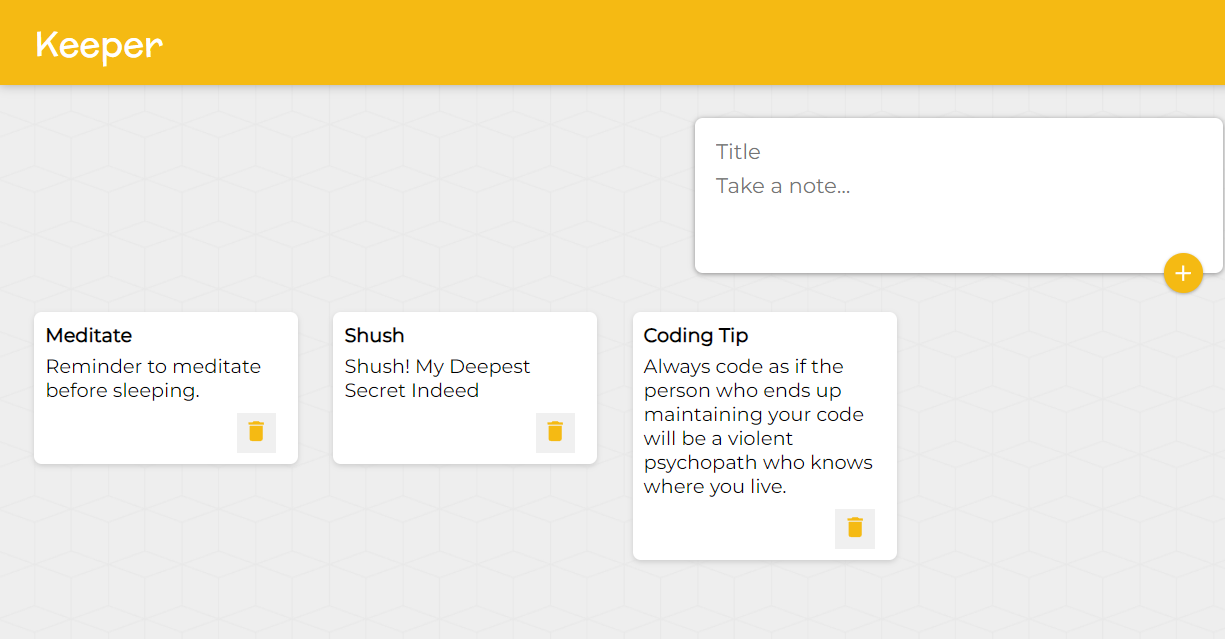 Keeper
Title
Take a note...
Meditate
Reminder to meditate
before sleeping.
Shush
Shush! My Deepest
Secret Indeed
Coding Tip
Always code as if the
person who ends up
maintaining your code
will be a violent
psychopath who knows
where you live.